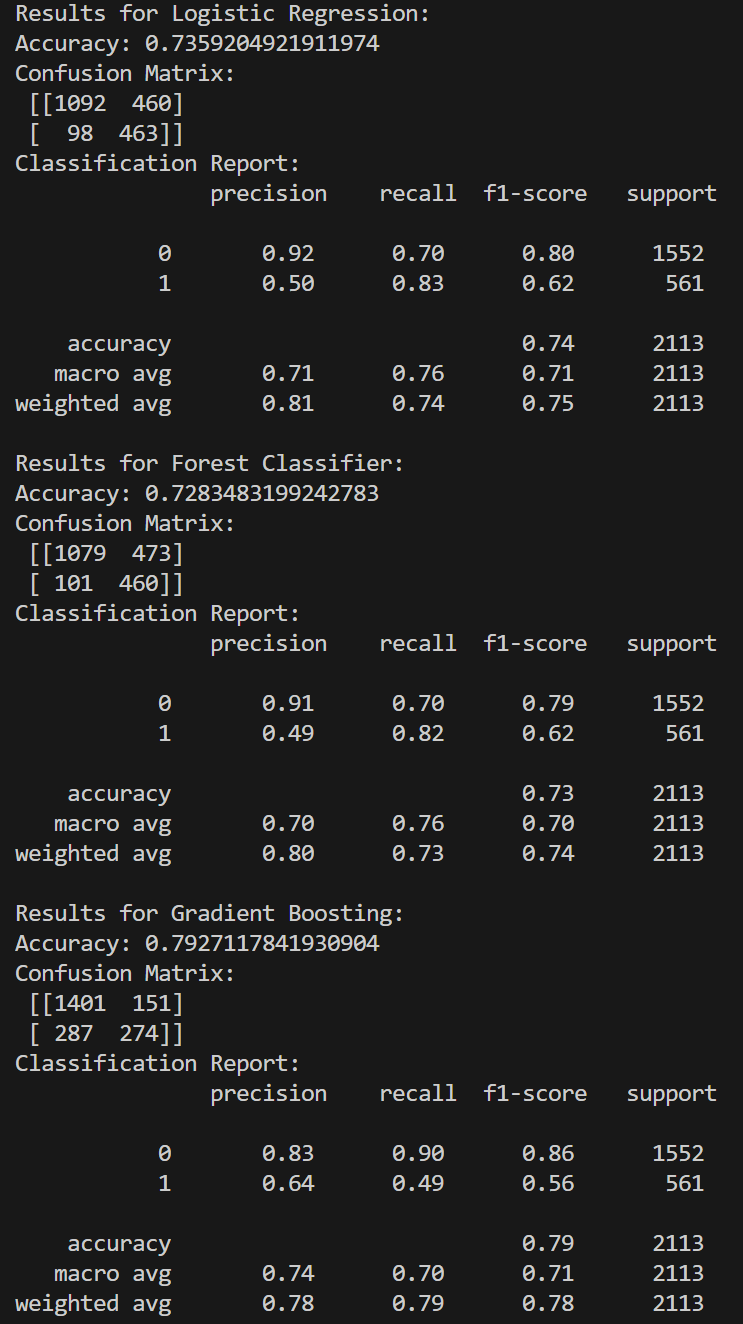 Results for Logistic Regression:
Accuracy: 0.7359204921911974
Confusion Matrix:
 [[1092  460]
 [  98  463]]
Classification Report:
               precision    recall  f1-score   support

           0       0.92      0.70      0.80      1552
           1       0.50      0.83      0.62       561

    accuracy                           0.74      2113
   macro avg       0.71      0.76      0.71      2113
weighted avg       0.81      0.74      0.75      2113

Results for Forest Classifier:
Accuracy: 0.7283483199242783
Confusion Matrix:
 [[1079  473]
 [ 101  460]]
Classification Report:
               precision    recall  f1-score   support

           0       0.91      0.70      0.79      1552
           1       0.49      0.82      0.62       561

    accuracy                           0.73      2113
   macro avg       0.70      0.76      0.70      2113
weighted avg       0.80      0.73      0.74      2113

Results for Gradient Boosting:
Accuracy: 0.7927117841930904
Confusion Matrix:
 [[1401  151]
 [ 287  274]]
Classification Report:
               precision    recall  f1-score   support

           0       0.83      0.90      0.86      1552
           1       0.64      0.49      0.56       561

    accuracy                           0.79      2113
   macro avg       0.74      0.70      0.71      2113
weighted avg       0.78      0.79      0.78      2113